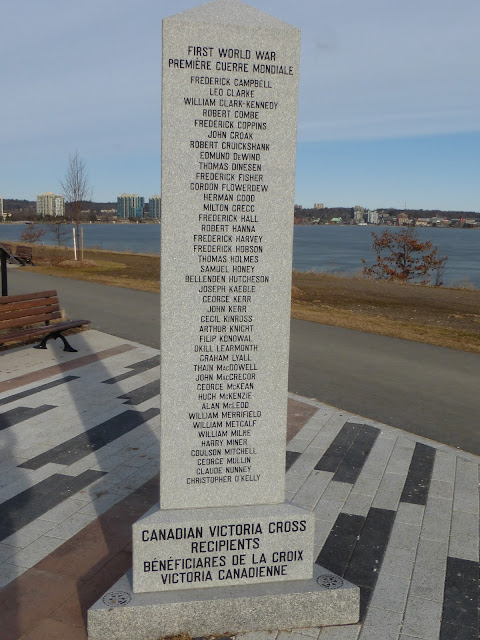 FIRST WORLD WAR
PREMIÈRE GUERRE MONDIALE
FREDERICK CAMPBELL
LEO CLARKE
WILLIAM CLARK-KENNEDY
ROBERT COMBE
FREDERICK COPPINS
JOHN CROAK
ROBERT CRUICKSHANK
EDMUND DEWIND
THOMAS DINESEN
FREDERICK FISHER
GORDON FLOWERDEW
HERMAN GOOD
MILTON GREGG
FREDERICK HALL
ROBERT HANNA
FREDERICK HARVEY
FREDERICK HOBSON
THOMAS HOLMES
SAMUEL HONEY
BELLENDEN HUTCHESON
JOSEPH KAEBLE
GEORGE KERR
JOHN KERR
CECIL KINROSS
ARTHUR KNIGHT
FILIP KONOWAL
OKILL LEARMONTH
GRAHAM LYALL
THAIN MACDOWELL
JOHN MACGREGOR
GEORGE MCKEAN
HUGH MCKENZIE
ALAN MCLEOD
WILLIAM MERRIFIELD
WILLIAM METCALF
WILLIAM MILNE
HARRY MINER
COULSON MITCHELL
GEORGE MULLIN
CLAUDE NUNNEY
CHRISTOPHER O'KELLY
CANADIAN VICTORIA CROSS
RECIPIENTS
BÉNÉFICIARES DE LA CROIX
VICTORIA CANADIENNE